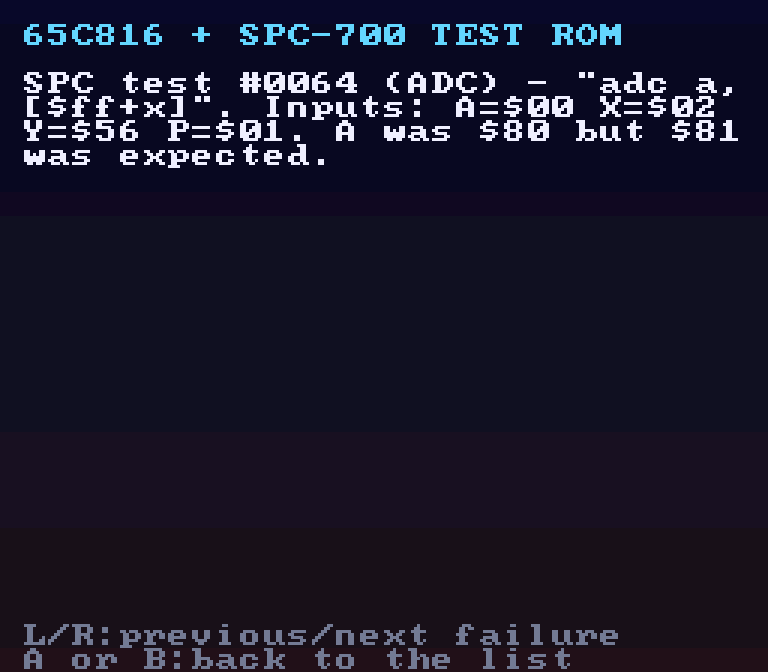 65C816 + SPC-700 TEST ROM
SPC test #0064 (ADC) - "adc a,
[$ff+x]". Inputs: A=$00 X=$02
Y=$56 P=$01. A was $80 but $81
was expected.
L/R:previous/next failure
A or B:back to the list